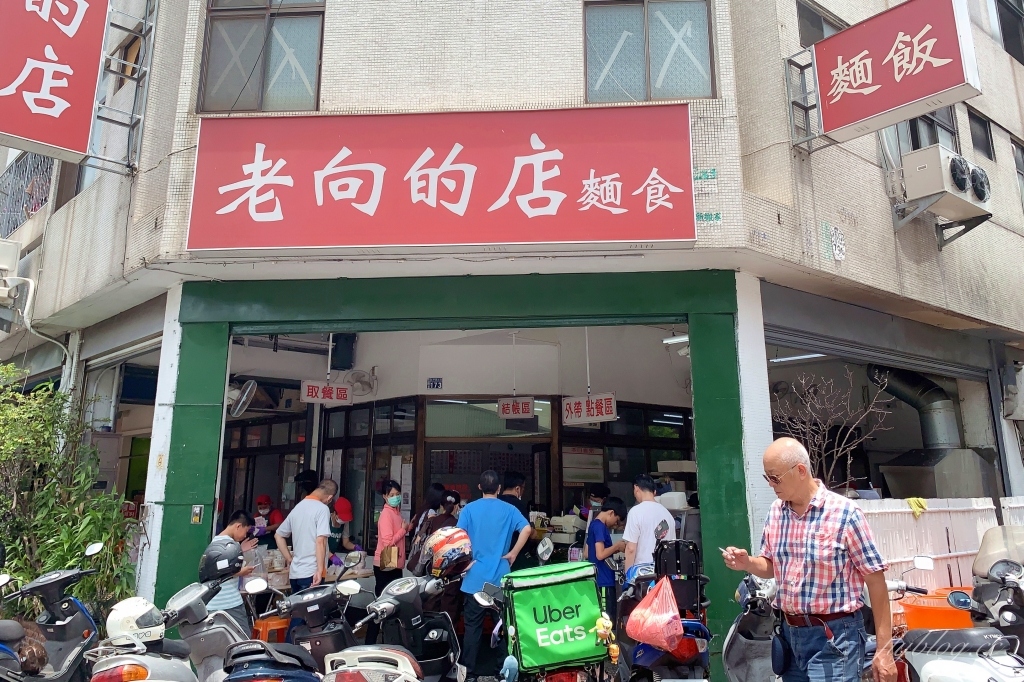 的
店
老向的店 麵食
麵飯
取餐區
結帳區
外帶 點餐區
173
Uber
Eats